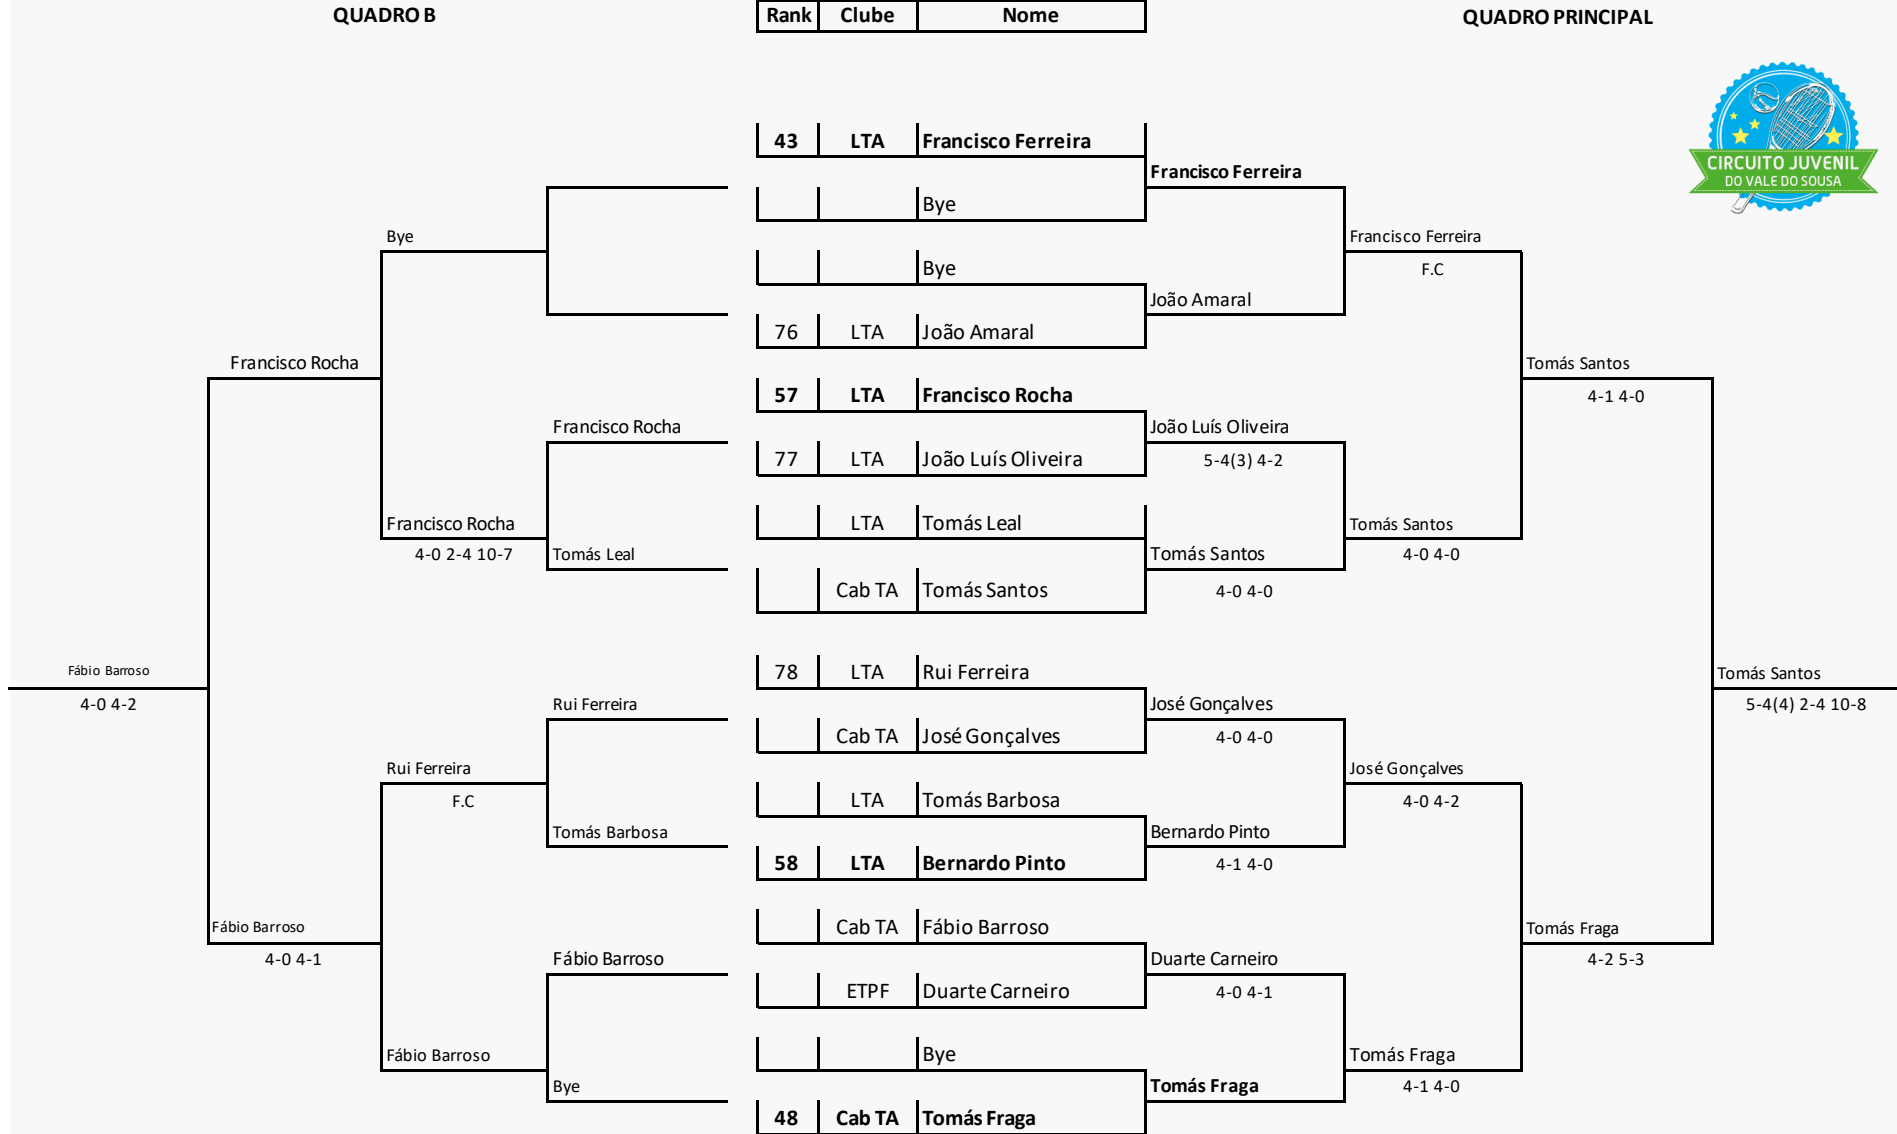 QUADRO B Rank Clube Nome QUADRO PRINCIPAL
CIRCUITO JUVENIL
DO VALE DO SOUSA
43 LTA Francisco Ferreira
Francisco Ferreira
Bye
Bye Francisco Ferreira
Bye F.C
João Amaral
76 LTA João Amaral
Francisco Rocha Tomás Santos
57 LTA Francisco Rocha 4-1 4-0
Francisco Rocha João Luís Oliveira
77 LTA João Luís Oliveira 5-4(3) 4-2
Francisco Rocha LTA Tomás Leal Tomás Santos
4-0 2-4 10-7 Tomás Leal Tomás Santos 4-0 4-0
Cab TA Tomás Santos 4-0 4-0
Fábio Barroso 78 LTA Rui Ferreira Tomás Santos
4-0 4-2 Rui Ferreira José Gonçalves 5-4(4) 2-4 10-8
Cab TA José Gonçalves 4-0 4-0
Rui Ferreira José Gonçalves
F.C LTA Tomás Barbosa 4-0 4-2
Tomás Barbosa Bernardo Pinto
58 LTA Bernardo Pinto 4-1 4-0
Fábio Barroso Cab TA Fábio Barroso Tomás Fraga
4-0 4-1 Fábio Barroso Duarte Carneiro 4-2 5-3
ETPF Duarte Carneiro 4-0 4-1
Fábio Barroso Bye Tomás Fraga
Bye Tomás Fraga 4-1 4-0
48 Cab TA Tomás Fraga